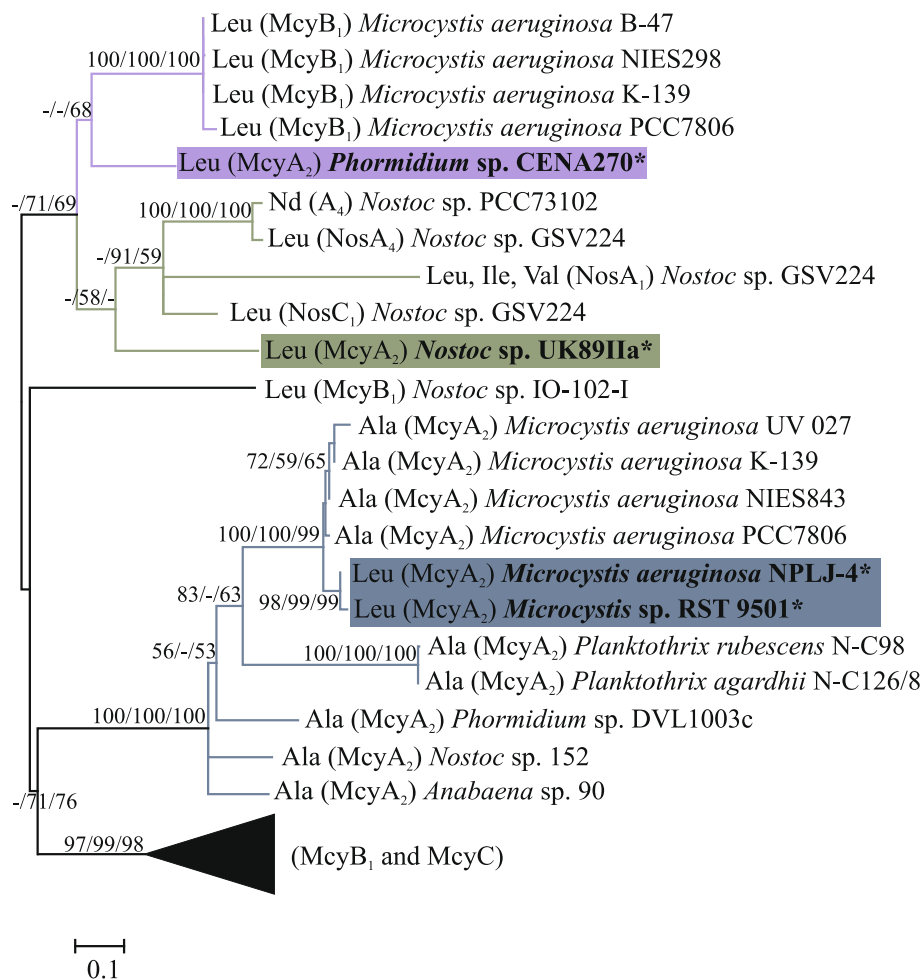 Leu (McyB₁) Microcystis aeruginosa B-47
100/100/100
Leu (McyB₁) Microcystis aeruginosa NIES298
Leu (McyB₁) Microcystis aeruginosa K-139
-/-/68
Leu (McyB₁) Microcystis aeruginosa PCC7806
Leu (McyA₂) Phormidium sp. CENA270*
-/71/69
Nd (A₄) Nostoc sp. PCC73102
100/100/100
Leu (NosA₄) Nostoc sp. GSV224
-/91/59
Leu, Ile, Val (NosA₁) Nostoc sp. GSV224
-/58/-
Leu (NosC₁) Nostoc sp. GSV224
Leu (McyA₂) Nostoc sp. UK89IIa*
Leu (McyB₁) Nostoc sp. IO-102-I
Ala (McyA₂) Microcystis aeruginosa UV 027
72/59/65
Ala (McyA₂) Microcystis aeruginosa K-139
Ala (McyA₂) Microcystis aeruginosa NIES843
100/100/99
Ala (McyA₂) Microcystis aeruginosa PCC7806
Leu (McyA₂) Microcystis aeruginosa NPLJ-4*
83/-/63
98/99/99
Leu (McyA₂) Microcystis sp. RST 9501*
56/-/53
Ala (McyA₂) Planktothrix rubescens N-C98
100/100/100
Ala (McyA₂) Planktothrix agardhii N-C126/8
100/100/100
Ala (McyA₂) Phormidium sp. DVL1003c
Ala (McyA₂) Nostoc sp. 152
Ala (McyA₂) Anabaena sp. 90
-/71/76
97/99/98
(McyB₁ and McyC)
0.1